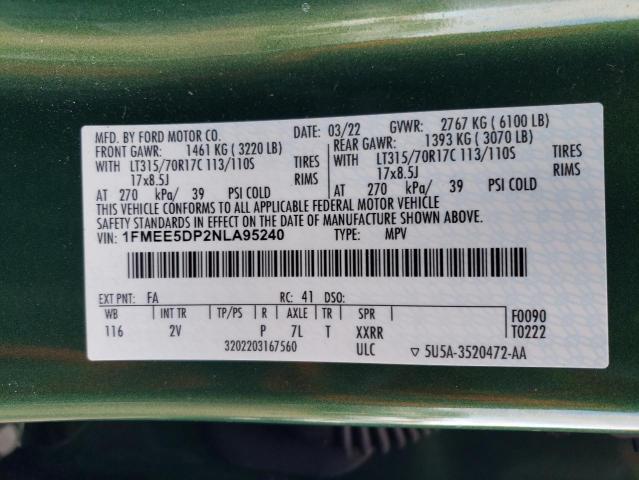 MFD. BY FORD MOTOR CO. DATE: 03/22 GVWR: 2767 KG ( 6100 LB)
FRONT GAWR: 1461 KG ( 3220 LB) REAR GAWR: 1393 KG ( 3070 LB)
WITH LT315/70R17C 113/110S TIRES WITH LT315/70R17C 113/110S TIRES
17x8.5J RIMS 17x8.5J RIMS
AT 270 kPa/ 39 PSI COLD AT 270 kPa/ 39 PSI COLD
THIS VEHICLE CONFORMS TO ALL APPLICABLE FEDERAL MOTOR VEHICLE
SAFETY STANDARDS IN EFFECT ON THE DATE OF MANUFACTURE SHOWN ABOVE.
VIN: 1FMEE5DP2NLA95240 TYPE: MPV
EXT PNT: FA RC: 41 DSO:
WB INT TR TP/PS R AXLE TR SPR F0090
116 2V P 7L T XXRR T0222
3202203167560 ULC ▽ 5U5A-3520472-AA